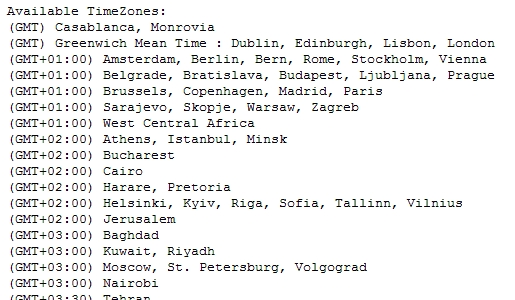 Available TimeZones:
(GMT) Casablanca, Monrovia
(GMT) Greenwich Mean Time : Dublin, Edinburgh, Lisbon, London
(GMT+01:00) Amsterdam, Berlin, Bern, Rome, Stockholm, Vienna
(GMT+01:00) Belgrade, Bratislava, Budapest, Ljubljana, Prague
(GMT+01:00) Brussels, Copenhagen, Madrid, Paris
(GMT+01:00) Sarajevo, Skopje, Warsaw, Zagreb
(GMT+01:00) West Central Africa
(GMT+02:00) Athens, Istanbul, Minsk
(GMT+02:00) Bucharest
(GMT+02:00) Cairo
(GMT+02:00) Harare, Pretoria
(GMT+02:00) Helsinki, Kyiv, Riga, Sofia, Tallinn, Vilnius
(GMT+02:00) Jerusalem
(GMT+03:00) Baghdad
(GMT+03:00) Kuwait, Riyadh
(GMT+03:00) Moscow, St. Petersburg, Volgograd
(GMT+03:00) Nairobi
(GMT+03:30) Tehran